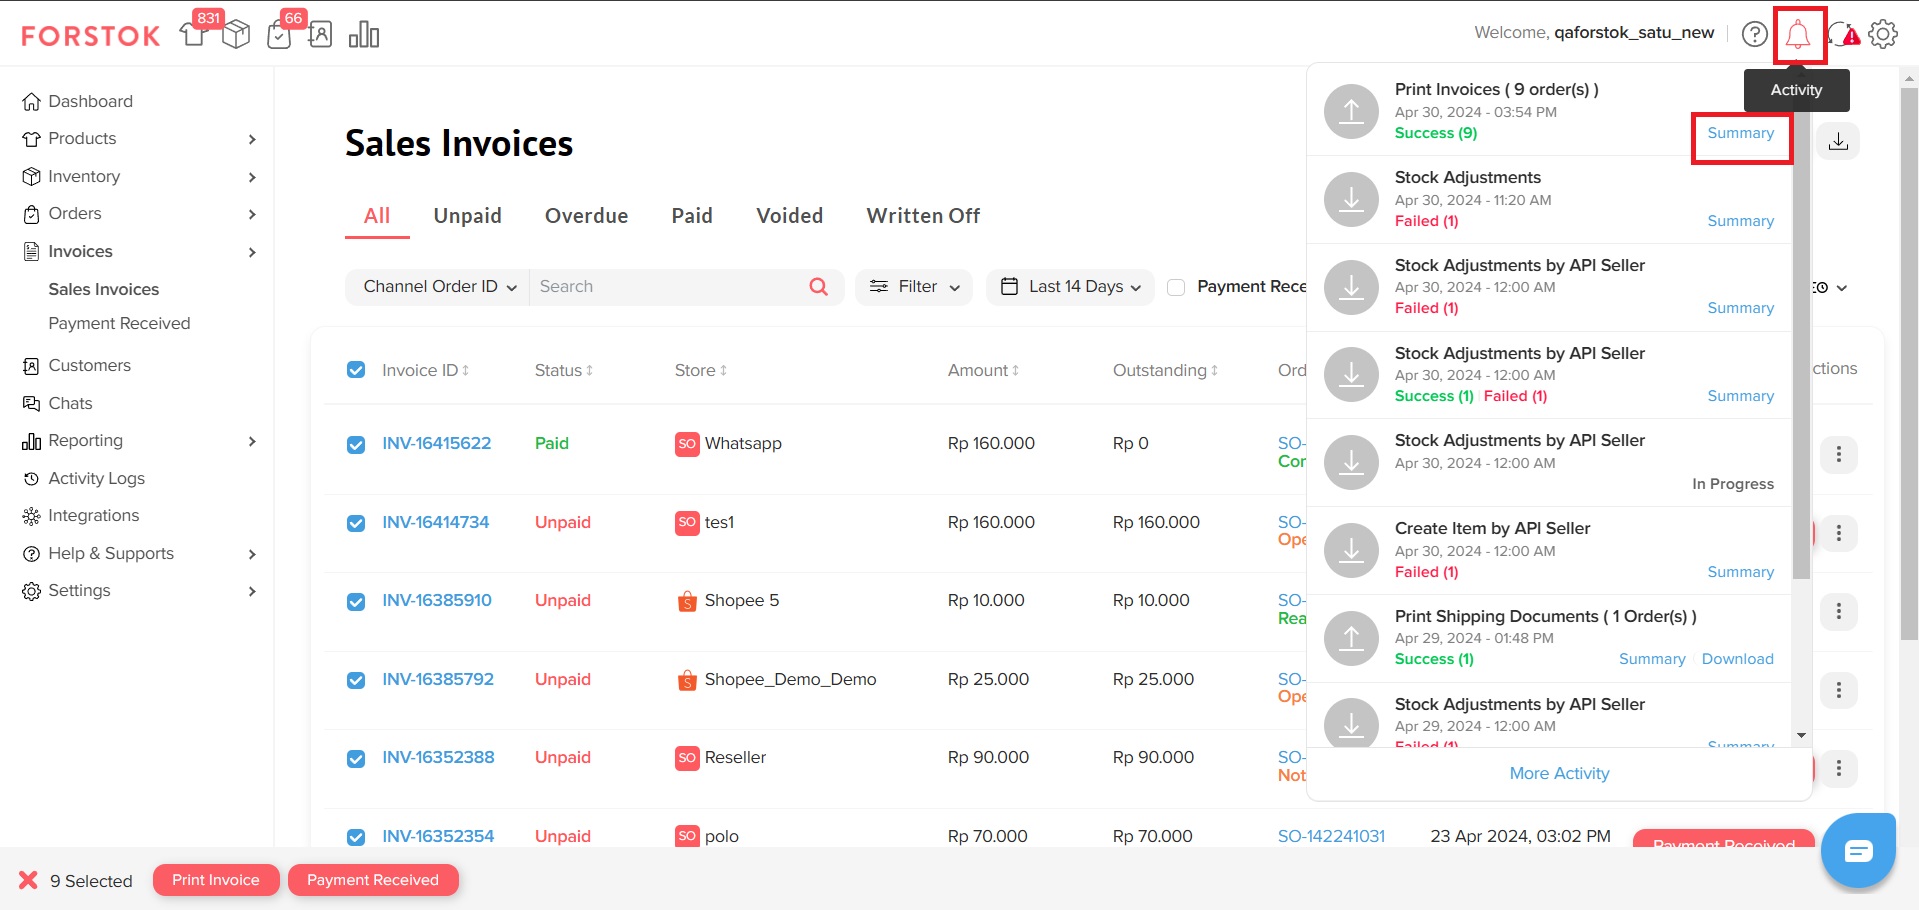 FORSTOK
831
66
Welcome, qaforstok_satu_new
Activity
Dashboard
Products
Inventory
Orders
Invoices
Sales Invoices
Payment Received
Customers
Chats
Reporting
Activity Logs
Integrations
Help & Supports
Settings
Sales Invoices
All
Unpaid
Overdue
Paid
Voided
Written Off
Channel Order ID
Search
Filter
Last 14 Days
Payment Rece
Invoice ID
Status
Store
Amount
Outstanding
Ord
ctions
INV-16415622
Paid
SO
Whatsapp
Rp 160.000
Rp 0
SO-
Con
INV-16414734
Unpaid
SO
tes1
Rp 160.000
Rp 160.000
SO-
Ope
INV-16385910
Unpaid
Shopee 5
Rp 10.000
Rp 10.000
SO-
Rea
INV-16385792
Unpaid
Shopee_Demo_Demo
Rp 25.000
Rp 25.000
SO-
Ope
INV-16352388
Unpaid
SO
Reseller
Rp 90.000
Rp 90.000
SO-
Not
INV-16352354
Unpaid
SO
polo
Rp 70.000
Rp 70.000
SO-142241031
23 Apr 2024, 03:02 PM
Payment Received
Print Invoices ( 9 order(s) )
Apr 30, 2024 - 03:54 PM
Success (9)
Summary
Stock Adjustments
Apr 30, 2024 - 11:20 AM
Failed (1)
Summary
Stock Adjustments by API Seller
Apr 30, 2024 - 12:00 AM
Failed (1)
Summary
Stock Adjustments by API Seller
Apr 30, 2024 - 12:00 AM
Success (1) Failed (1)
Summary
Stock Adjustments by API Seller
Apr 30, 2024 - 12:00 AM
In Progress
Create Item by API Seller
Apr 30, 2024 - 12:00 AM
Failed (1)
Summary
Print Shipping Documents ( 1 Order(s) )
Apr 29, 2024 - 01:48 PM
Success (1)
Summary
Download
Stock Adjustments by API Seller
Apr 29, 2024 - 12:00 AM
Failed (1)
Summary
More Activity
9 Selected
Print Invoice
Payment Received